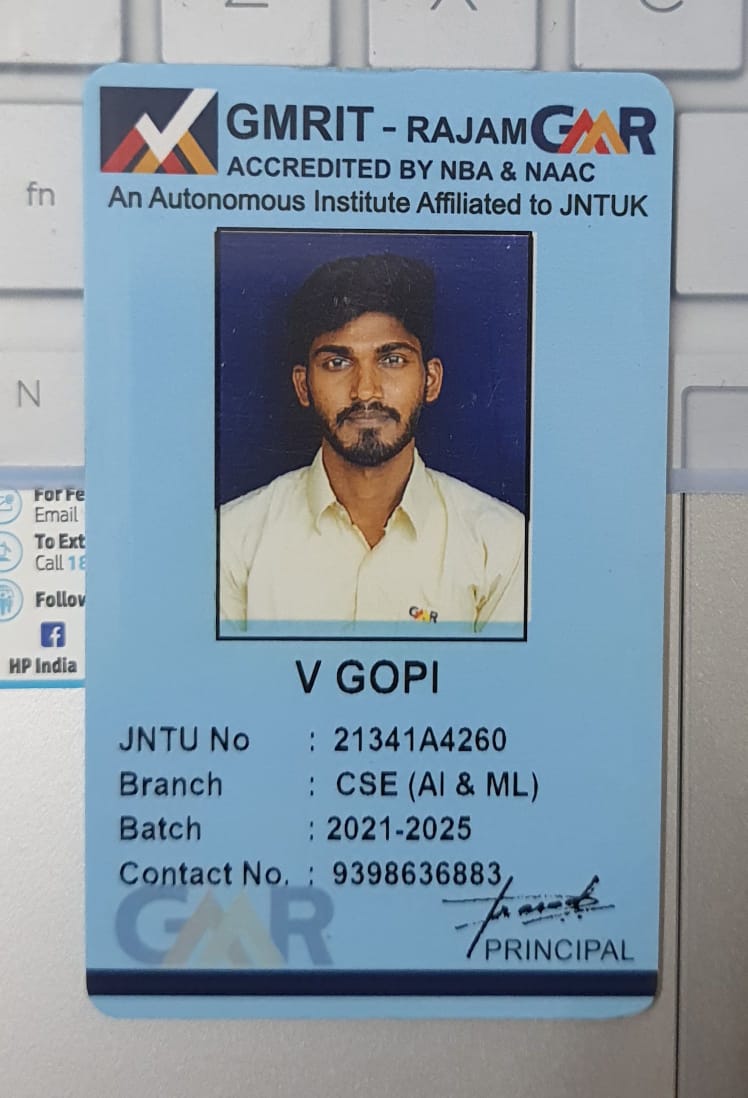 fn
N
GMRIT - RAJAM GMR
ACCREDITED BY NBA & NAAC
An Autonomous Institute Affiliated to JNTUK
GMR
V GOPI
JNTU No : 21341A4260
Branch : CSE (AI & ML)
Batch : 2021-2025
Contact No. : 9398636883
GMR
PRINCIPAL
For Fe
Email
To Ext
Call 18
Follow
f
HP India